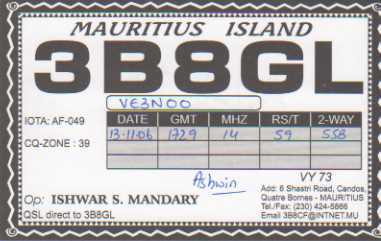 MAURITIUS ISLAND
3B8GL
VE3NOO
IOTA: AF-049
CQ-ZONE : 39
DATE GMT MHZ RS/T 2-WAY
13-11-06 1729 14 59 SSB
Ashwin
VY 73
Op: ISHWAR S. MANDARY
QSL direct to 3B8GL
Add: 6 Shastri Road, Candos,
Quatre Bornes - MAURITIUS
Tel./Fax: (230) 424-5866
Email 3B8CF@INTNET.MU